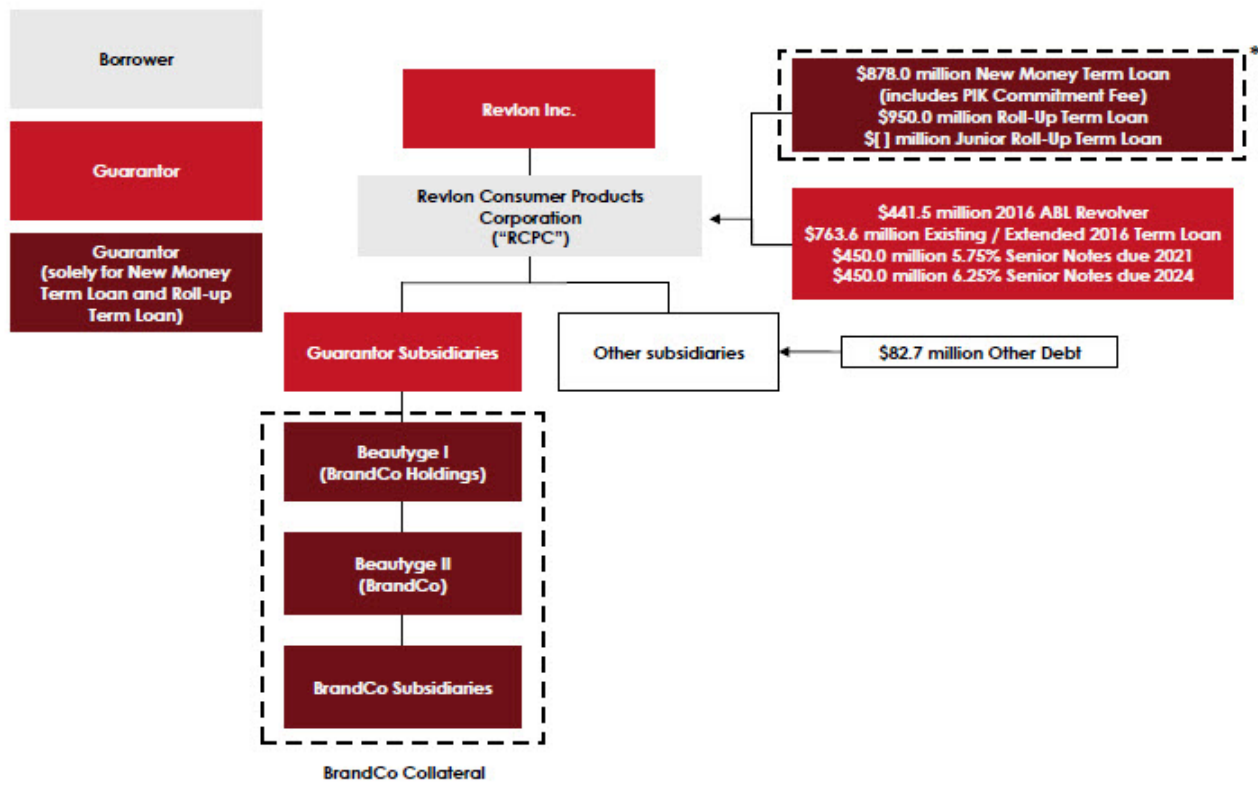 Borrower
Guarantor
Guarantor
(solely for New Money
Term Loan and Roll-up
Term Loan)
Revlon Inc.
Revlon Consumer Products
Corporation
("RCPC")
*
$878.0 million New Money Term Loan
(includes PIK Commitment Fee)
$950.0 million Roll-Up Term Loan
$[ ] million Junior Roll-Up Term Loan
$441.5 million 2016 ABL Revolver
$763.6 million Existing / Extended 2016 Term Loan
$450.0 million 5.75% Senior Notes due 2021
$450.0 million 6.25% Senior Notes due 2024
Guarantor Subsidiaries
Other subsidiaries
$82.7 million Other Debt
Beautyge I
(BrandCo Holdings)
Beautyge II
(BrandCo)
BrandCo Subsidiaries
BrandCo Collateral